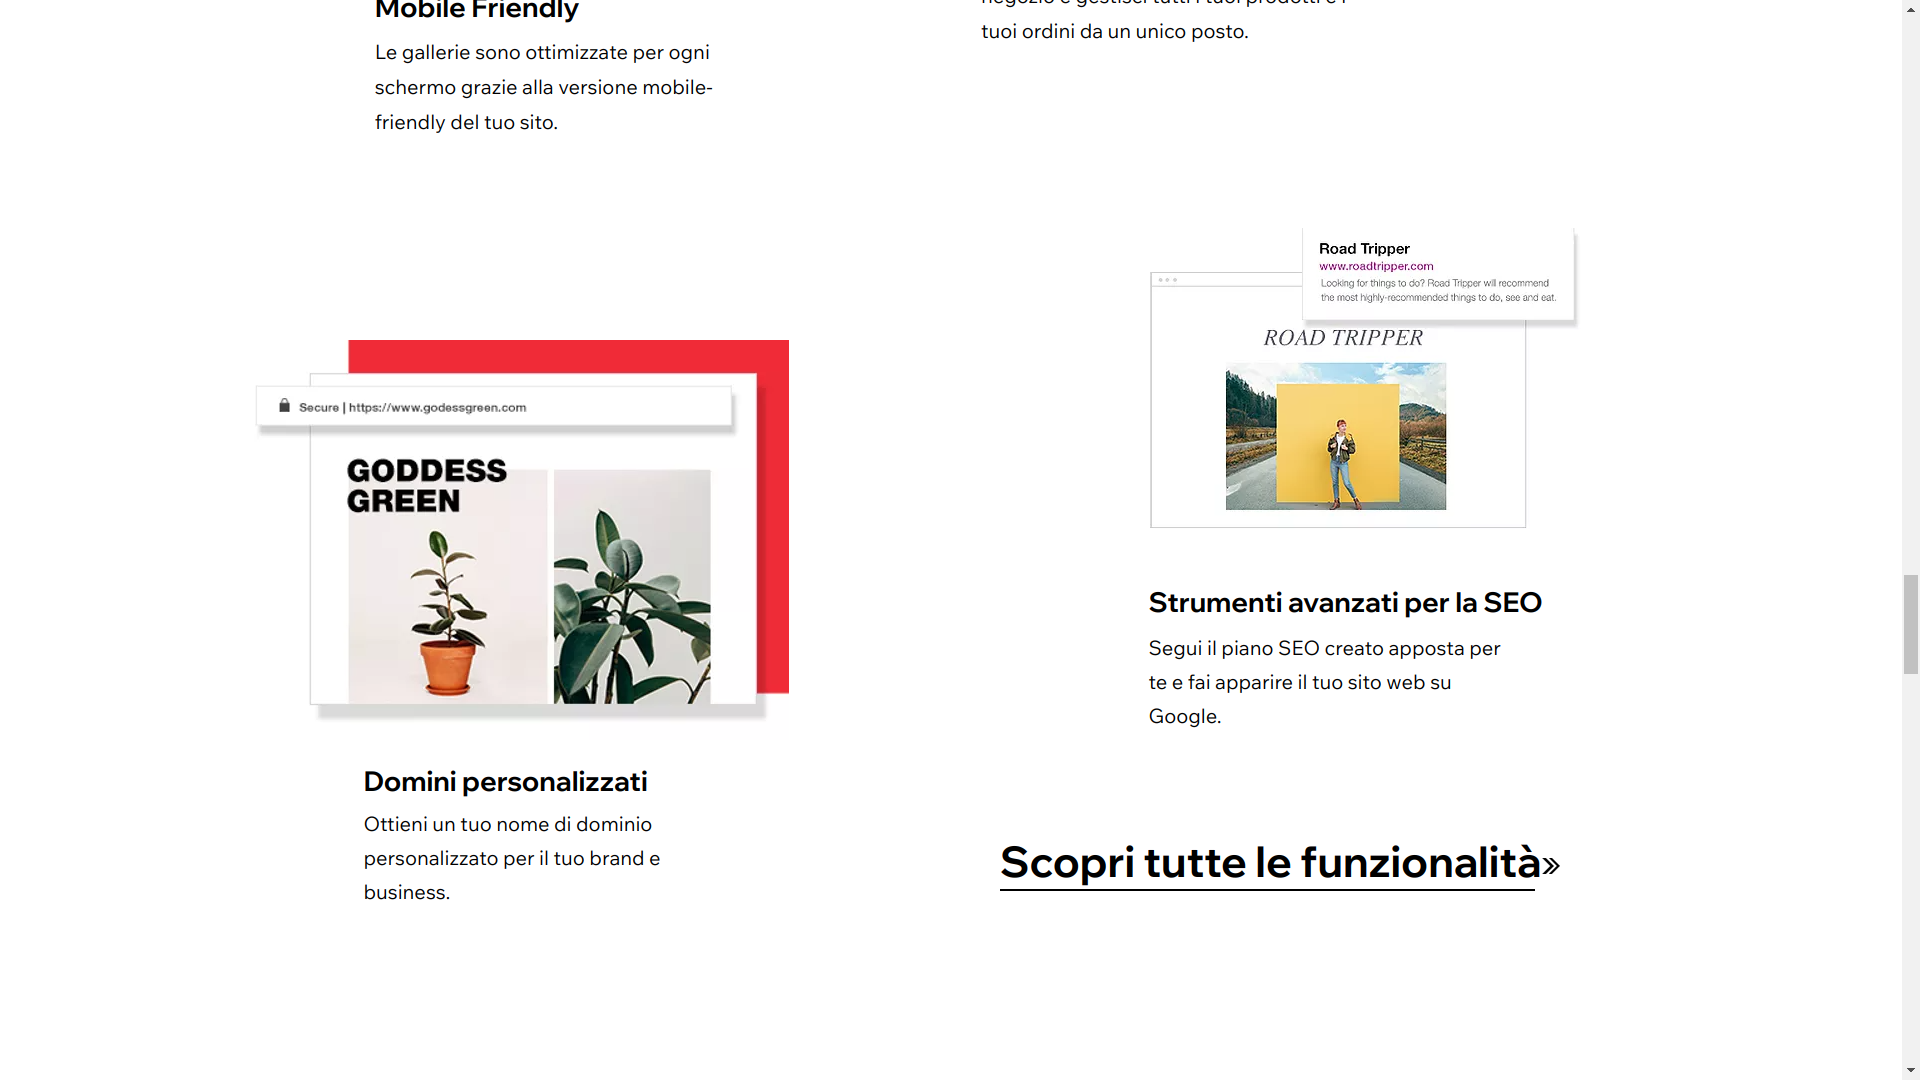 Mobile Friendly
Le gallerie sono ottimizzate per ogni
schermo grazie alla versione mobile-
friendly del tuo sito.
negozio e gestisci tutti i tuoi prodotti e i
tuoi ordini da un unico posto.
Secure | https://www.godessgreen.com
GODDESS
GREEN
Domini personalizzati
Ottieni un tuo nome di dominio
personalizzato per il tuo brand e
business.
Road Tripper
www.roadtripper.com
Looking for things to do? Road Tripper will recommend
the most highly-recommended things to do, see and eat.
ROAD TRIPPER
Strumenti avanzati per la SEO
Segui il piano SEO creato apposta per
te e fai apparire il tuo sito web su
Google.
Scopri tutte le funzionalità»